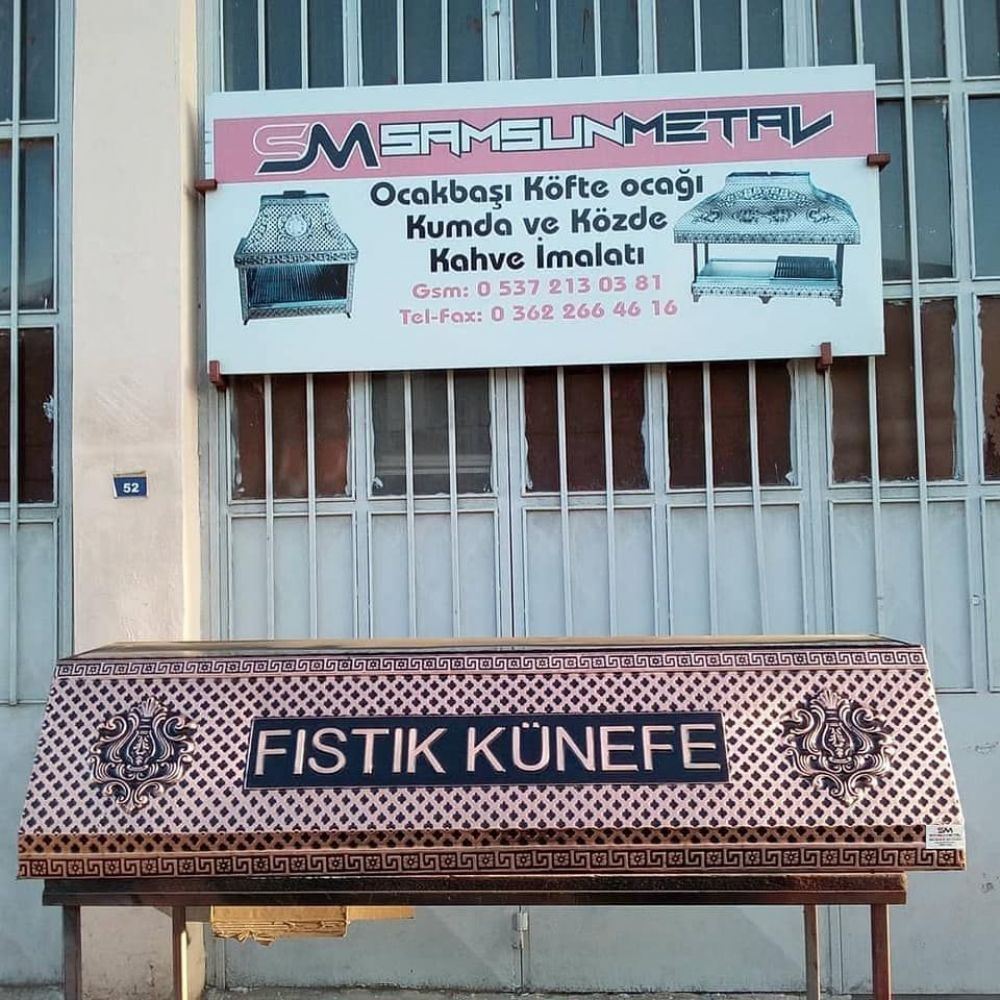 SM SAMSUNMETAL
Ocakbaşı Köfte ocağı
Kumda ve Közde
Kahve İmalatı
Gsm: 0 537 213 03 81
Tel-Fax: 0 362 266 46 16
52
FISTIK KÜNEFE
SM